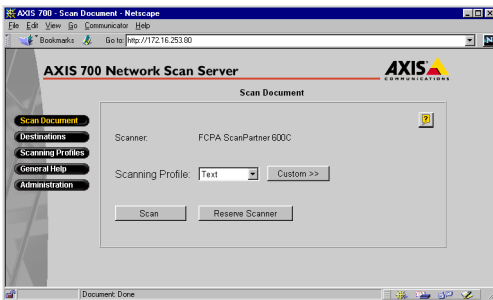 AXIS 700 - Scan Document - Netscape
File Edit View Go Communicator Help
Bookmarks Go to: http://172.16.253.80
AXIS 700 Network Scan Server
AXIS
COMMUNICATIONS
Scan Document
Scan Document
Destinations
Scanning Profiles
General Help
Administration
?
Scanner: FCPA ScanPartner 600C
Scanning Profile: Text Custom >>
Scan Reserve Scanner
Document: Done